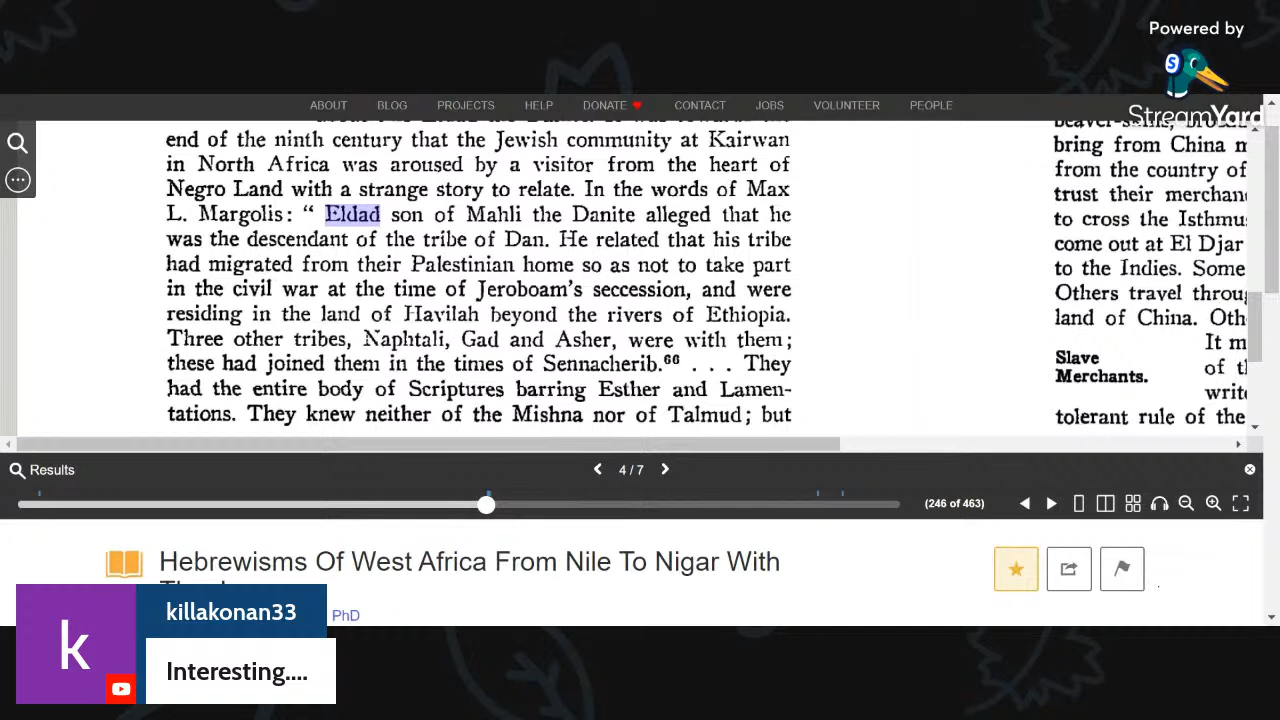 Powered by
StreamYard
ABOUT BLOG PROJECTS HELP DONATE CONTACT JOBS VOLUNTEER PEOPLE
end of the ninth century that the Jewish community at Kairwan
in North Africa was aroused by a visitor from the heart of
Negro Land with a strange story to relate. In the words of Max
L. Margolis: “ Eldad son of Mahli the Danite alleged that he
was the descendant of the tribe of Dan. He related that his tribe
had migrated from their Palestinian home so as not to take part
in the civil war at the time of Jeroboam's seccession, and were
residing in the land of Havilah beyond the rivers of Ethiopia.
Three other tribes, Naphtali, Gad and Asher, were with them;
these had joined them in the times of Sennacherib.⁶⁶ . . . They
had the entire body of Scriptures barring Esther and Lamen-
tations. They knew neither of the Mishna nor of Talmud; but
bring from China m
from the country of
trust their merchan
to cross the Isthmu
come out at El Djar
to the Indies. Some
Others travel throu
land of China. Oth
It m
Slave
of t
Merchants.
write
tolerant rule of the
Results
4 / 7
(246 of 463)
Hebrewisms Of West Africa From Nile To Nigar With
PhD
killakonan33
k
Interesting....